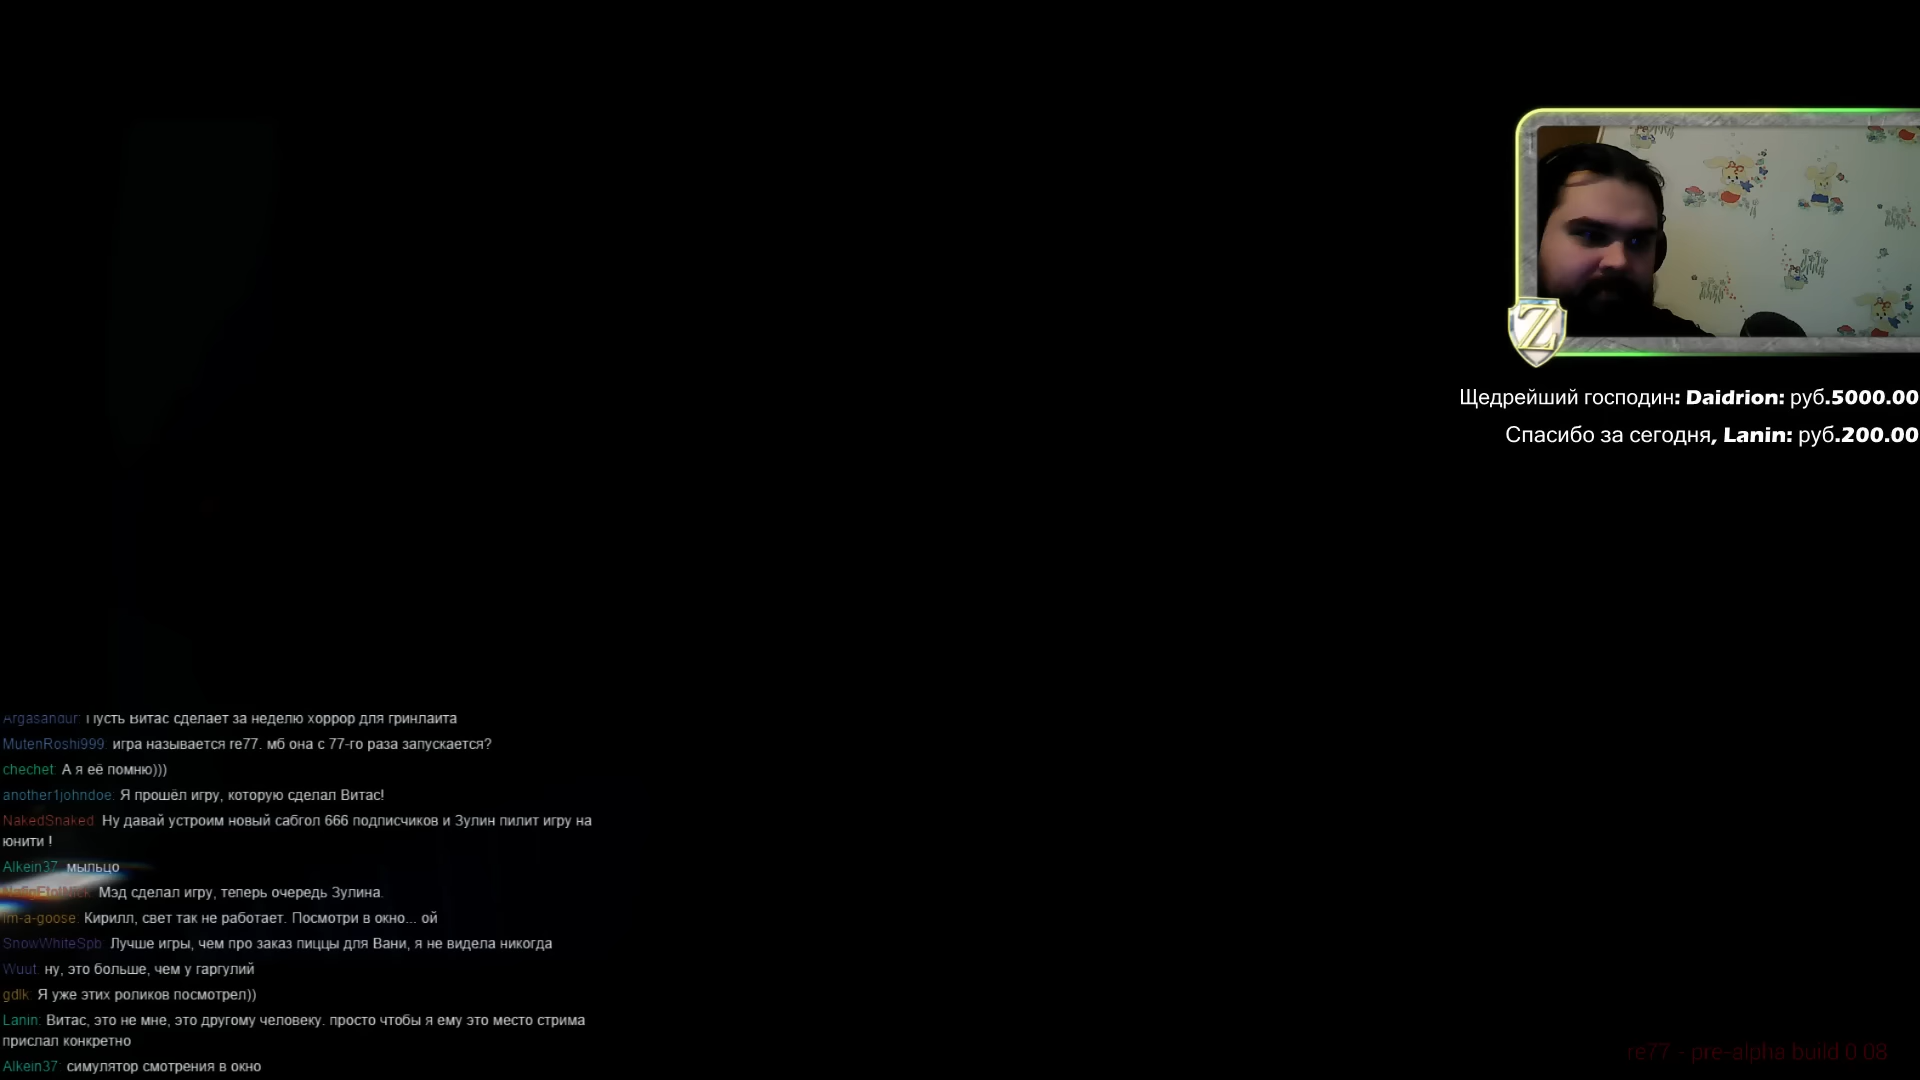 Z
Щедрейший господин: Daidrion: руб.5000.00
Спасибо за сегодня, Lanin: руб.200.00
Argasandur: Пусть Витас сделает за неделю хоррор для гринлайта
MutenRoshi999: игра называется re77. мб она с 77-го раза запускается?
chechet: А я её помню)))
another1johndoe: Я прошёл игру, которую сделал Витас!
NakedSnaked: Ну давай устроим новый сабгол 666 подписчиков и Зулин пилит игру на
юнити !
Alkein37: мыльцо
Мэд сделал игру, теперь очередь Зулина.
im-a-goose: Кирилл, свет так не работает. Посмотри в окно... ой
SnowWhiteSpb: Лучше игры, чем про заказ пиццы для Вани, я не видела никогда
Wuut: ну, это больше, чем у гаргулий
gdlk: Я уже этих роликов посмотрел))
Lanin: Витас, это не мне, это другому человеку. просто чтобы я ему это место стрима
прислал конкретно
Alkein37: симулятор смотрения в окно
re77 - pre-alpha build 0.08